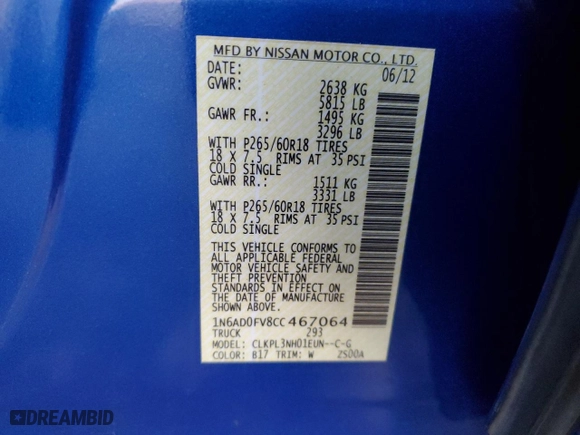 MFD BY NISSAN MOTOR CO., LTD.
DATE: 06/12
GVWR: 2638 KG
5815 LB
GAWR FR.: 1495 KG
3296 LB
WITH P265/60R18 TIRES
18 X 7.5 RIMS AT 35 PSI
COLD SINGLE
GAWR RR.: 1511 KG
3331 LB
WITH P265/60R18 TIRES
18 X 7.5 RIMS AT 35 PSI
COLD SINGLE
THIS VEHICLE CONFORMS TO
ALL APPLICABLE FEDERAL
MOTOR VEHICLE SAFETY AND
THEFT PREVENTION
STANDARDS IN EFFECT ON
THE DATE OF MANUFACTURE
SHOWN ABOVE.
1N6AD0FV8CC467064
TRUCK 293
MODEL: CLKPL3NH01EUN--C-G
COLOR: B17 TRIM: W ZS00A
DREAMBID